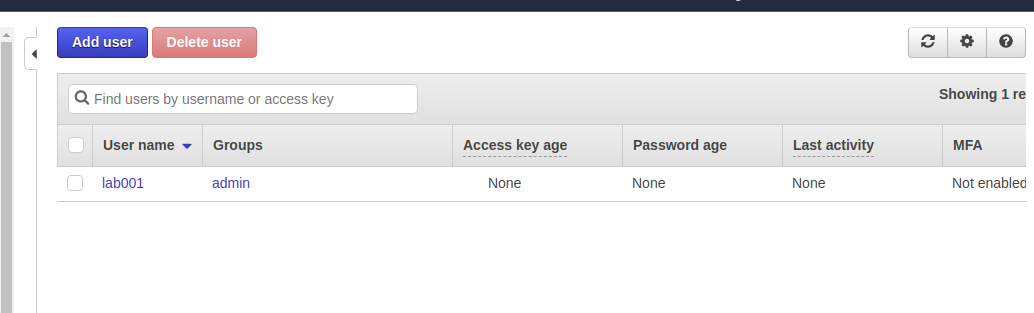 Add user Delete user
Find users by username or access key
Showing 1 re
User name Groups Access key age Password age Last activity MFA
lab001 admin None None None Not enabled